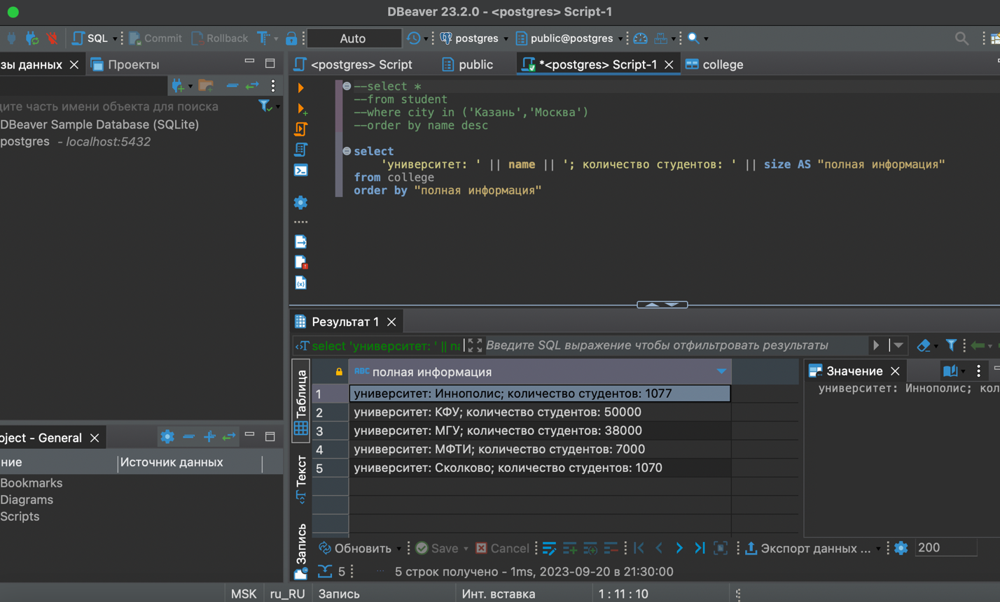 DBeaver 23.2.0 - <postgres> Script-1
SQL Commit Rollback Auto postgres public@postgres
зы данных Проекты
<postgres> Script public *<postgres> Script-1 college
дите часть имени объекта для поиска
DBeaver Sample Database (SQLite)
postgres - localhost:5432
--select *
--from student
--where city in ('Казань','Москва')
--order by name desc
select
'университет: ' || name || '; количество студентов: ' || size AS "полная информация"
from college
order by "полная информация"
Результат 1
select 'университет: ' || na Введите SQL выражение чтобы отфильтровать результаты
Таблица
Текст
Запись
ABC полная информация
1 университет: Иннополис; количество студентов: 1077
2 университет: КФУ; количество студентов: 50000
3 университет: МГУ; количество студентов: 38000
4 университет: МФТИ; количество студентов: 7000
5 университет: Сколково; количество студентов: 1070
Значение
университет: Иннополис; кол
oject - General
ние Источник данных
Bookmarks
Diagrams
Scripts
Обновить Save Cancel Экспорт данных ... 200
5 5 строк получено - 1ms, 2023-09-20 в 21:30:00
MSK ru_RU Запись Инт. вставка 1 : 11 : 10